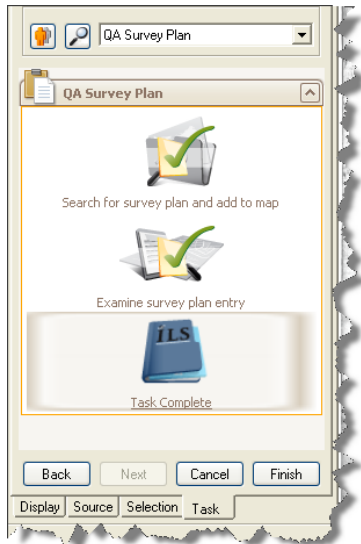 QA Survey Plan
QA Survey Plan
Search for survey plan and add to map
Examine survey plan entry
ILS
Task Complete
Back Next Cancel Finish
Display Source Selection Task